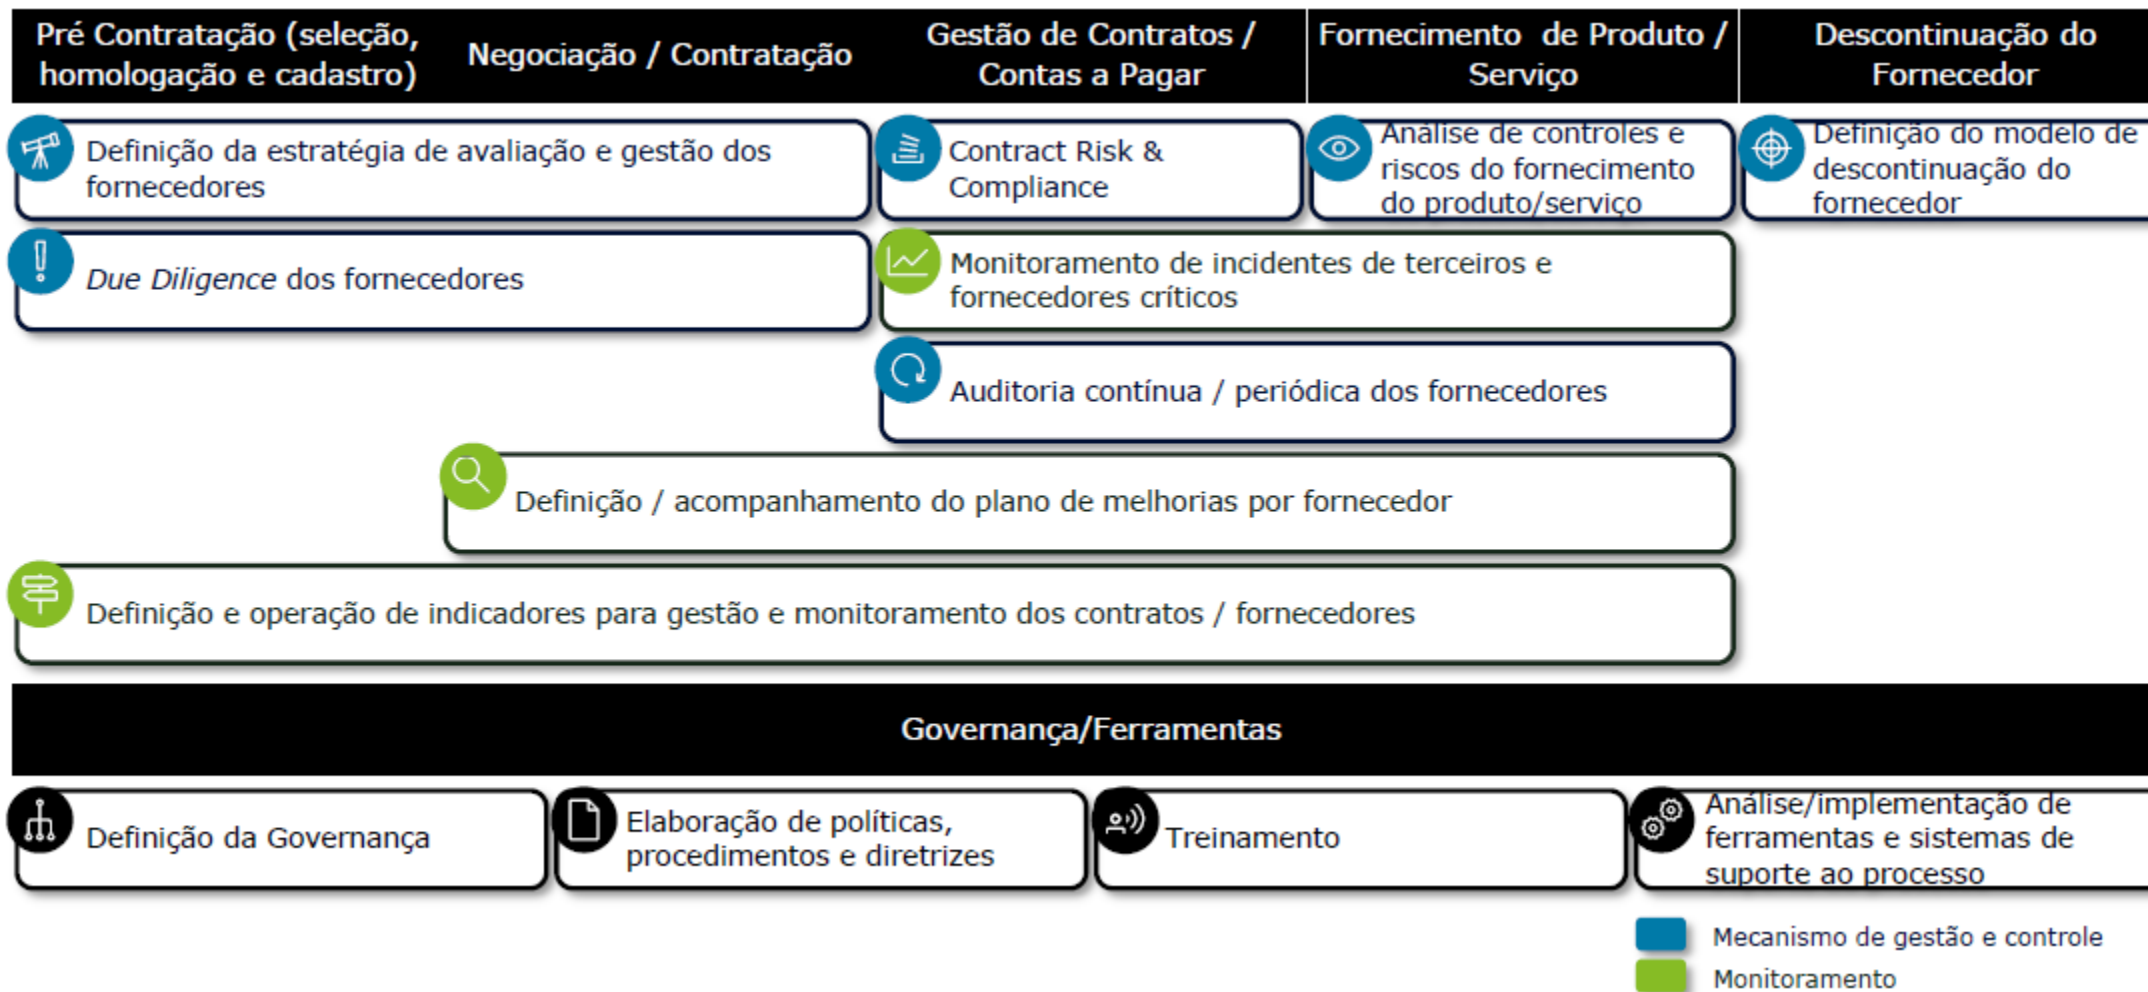 Pré Contratação (seleção,
homologação e cadastro)
Negociação / Contratação
Gestão de Contratos /
Contas a Pagar
Fornecimento de Produto /
Serviço
Descontinuação do
Fornecedor
Definição da estratégia de avaliação e gestão dos
fornecedores
Contract Risk &
Compliance
Análise de controles e
riscos do fornecimento
do produto/serviço
Definição do modelo de
descontinuação do
fornecedor
Due Diligence dos fornecedores
Monitoramento de incidentes de terceiros e
fornecedores críticos
Auditoria contínua / periódica dos fornecedores
Definição / acompanhamento do plano de melhorias por fornecedor
Definição e operação de indicadores para gestão e monitoramento dos contratos / fornecedores
Governança/Ferramentas
Definição da Governança
Elaboração de políticas,
procedimentos e diretrizes
Treinamento
Análise/implementação de
ferramentas e sistemas de
suporte ao processo
Mecanismo de gestão e controle
Monitoramento